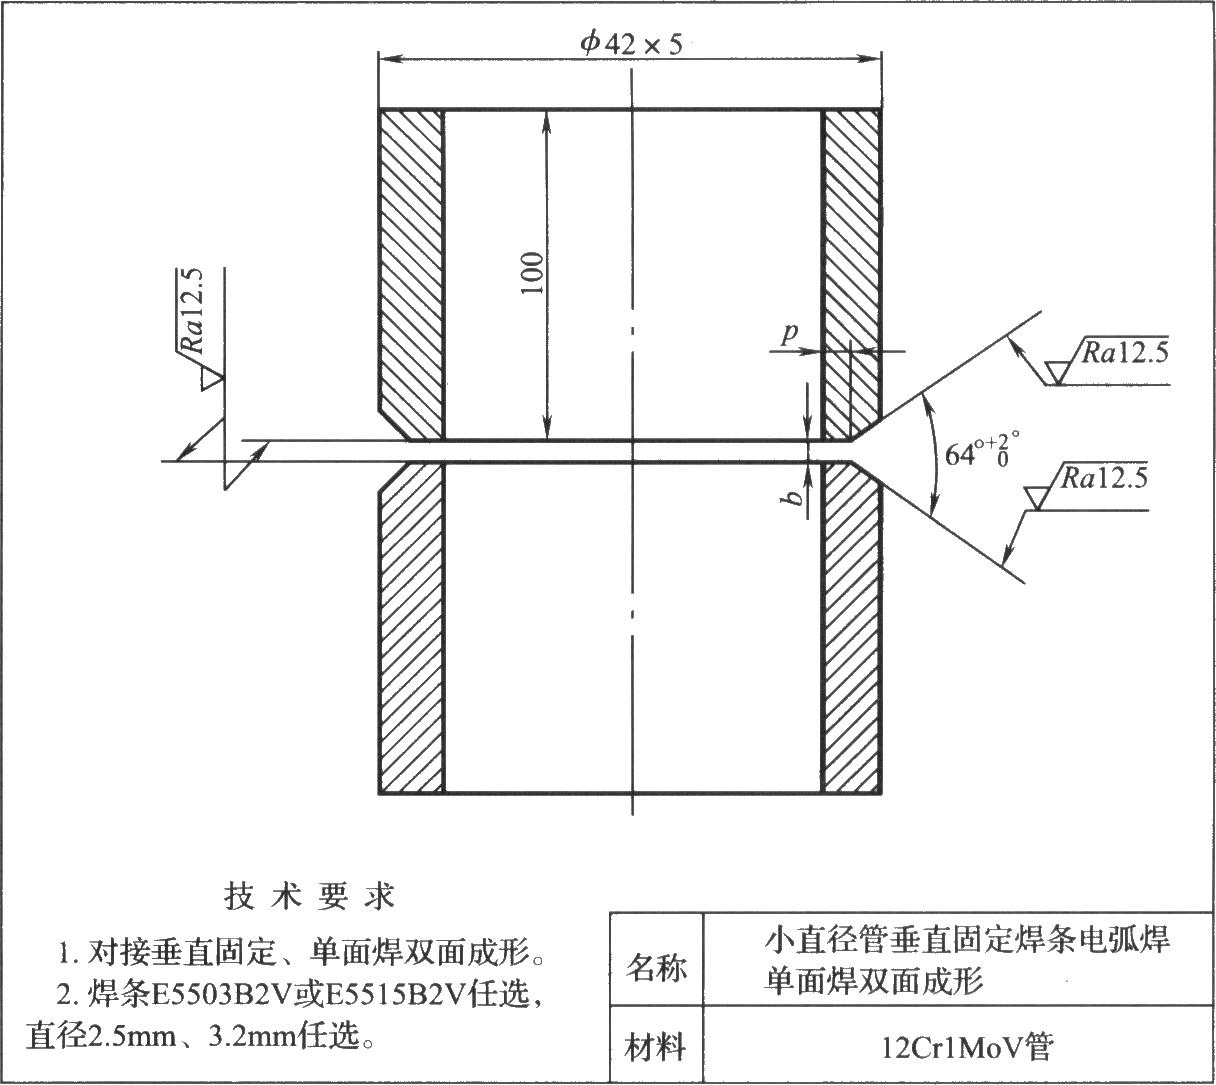 ϕ42×5
100
Ra12.5
p
Ra12.5
64°⁺²₀°
Ra12.5
b
技术要求
1. 对接垂直固定、单面焊双面成形。
2. 焊条E5503B2V或E5515B2V任选，
直径2.5mm、3.2mm任选。
名称
小直径管垂直固定焊条电弧焊
单面焊双面成形
材料
12Cr1MoV管